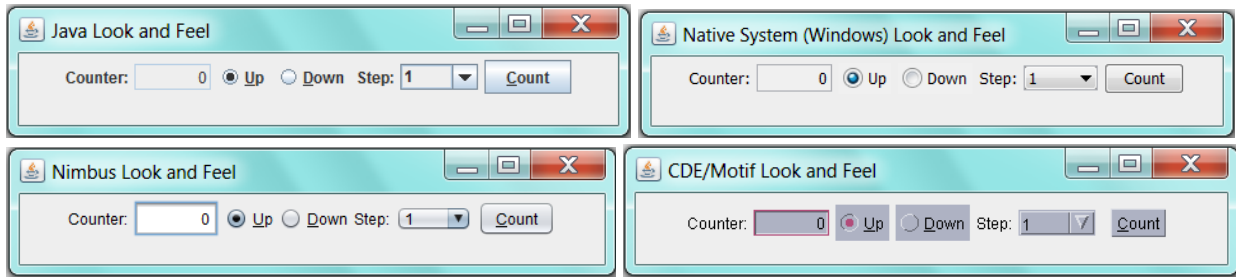 Java Look and Feel
Counter: 0 Up Down Step: 1 Count
Native System (Windows) Look and Feel
Counter: 0 Up Down Step: 1 Count
Nimbus Look and Feel
Counter: 0 Up Down Step: 1 Count
CDE/Motif Look and Feel
Counter: 0 Up Down Step: 1 Count